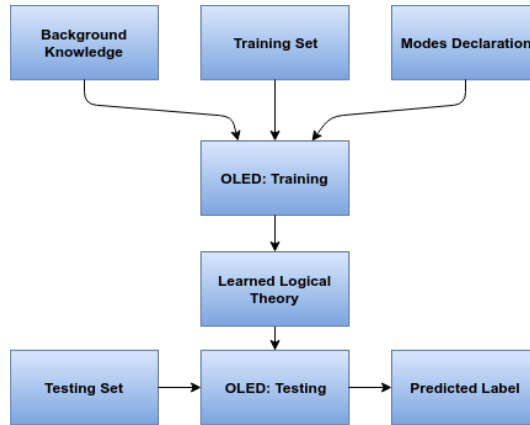 Background
Knowledge
Training Set
Modes Declaration
OLED: Training
Learned Logical
Theory
Testing Set
OLED: Testing
Predicted Label